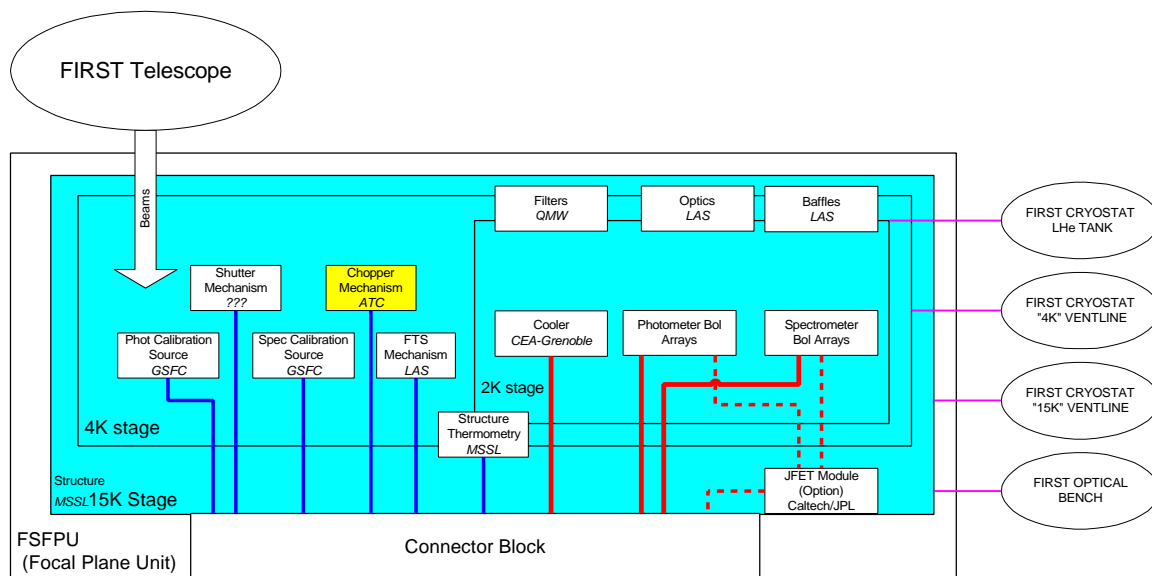 FIRST Telescope
Beams
Filters
QMW
Optics
LAS
Baffles
LAS
FIRST CRYOSTAT
LHe TANK
Shutter
Mechanism
???
Chopper
Mechanism
ATC
FIRST CRYOSTAT
"4K" VENTLINE
Phot Calibration
Source
GSFC
Spec Calibration
Source
GSFC
FTS
Mechanism
LAS
Cooler
CEA-Grenoble
Photometer Bol
Arrays
Spectrometer
Bol Arrays
2K stage
FIRST CRYOSTAT
"15K" VENTLINE
4K stage
Structure
Thermometry
MSSL
Structure
MSSL 15K Stage
JFET Module
(Option)
Caltech/JPL
FIRST OPTICAL
BENCH
FSFPU
(Focal Plane Unit)
Connector Block